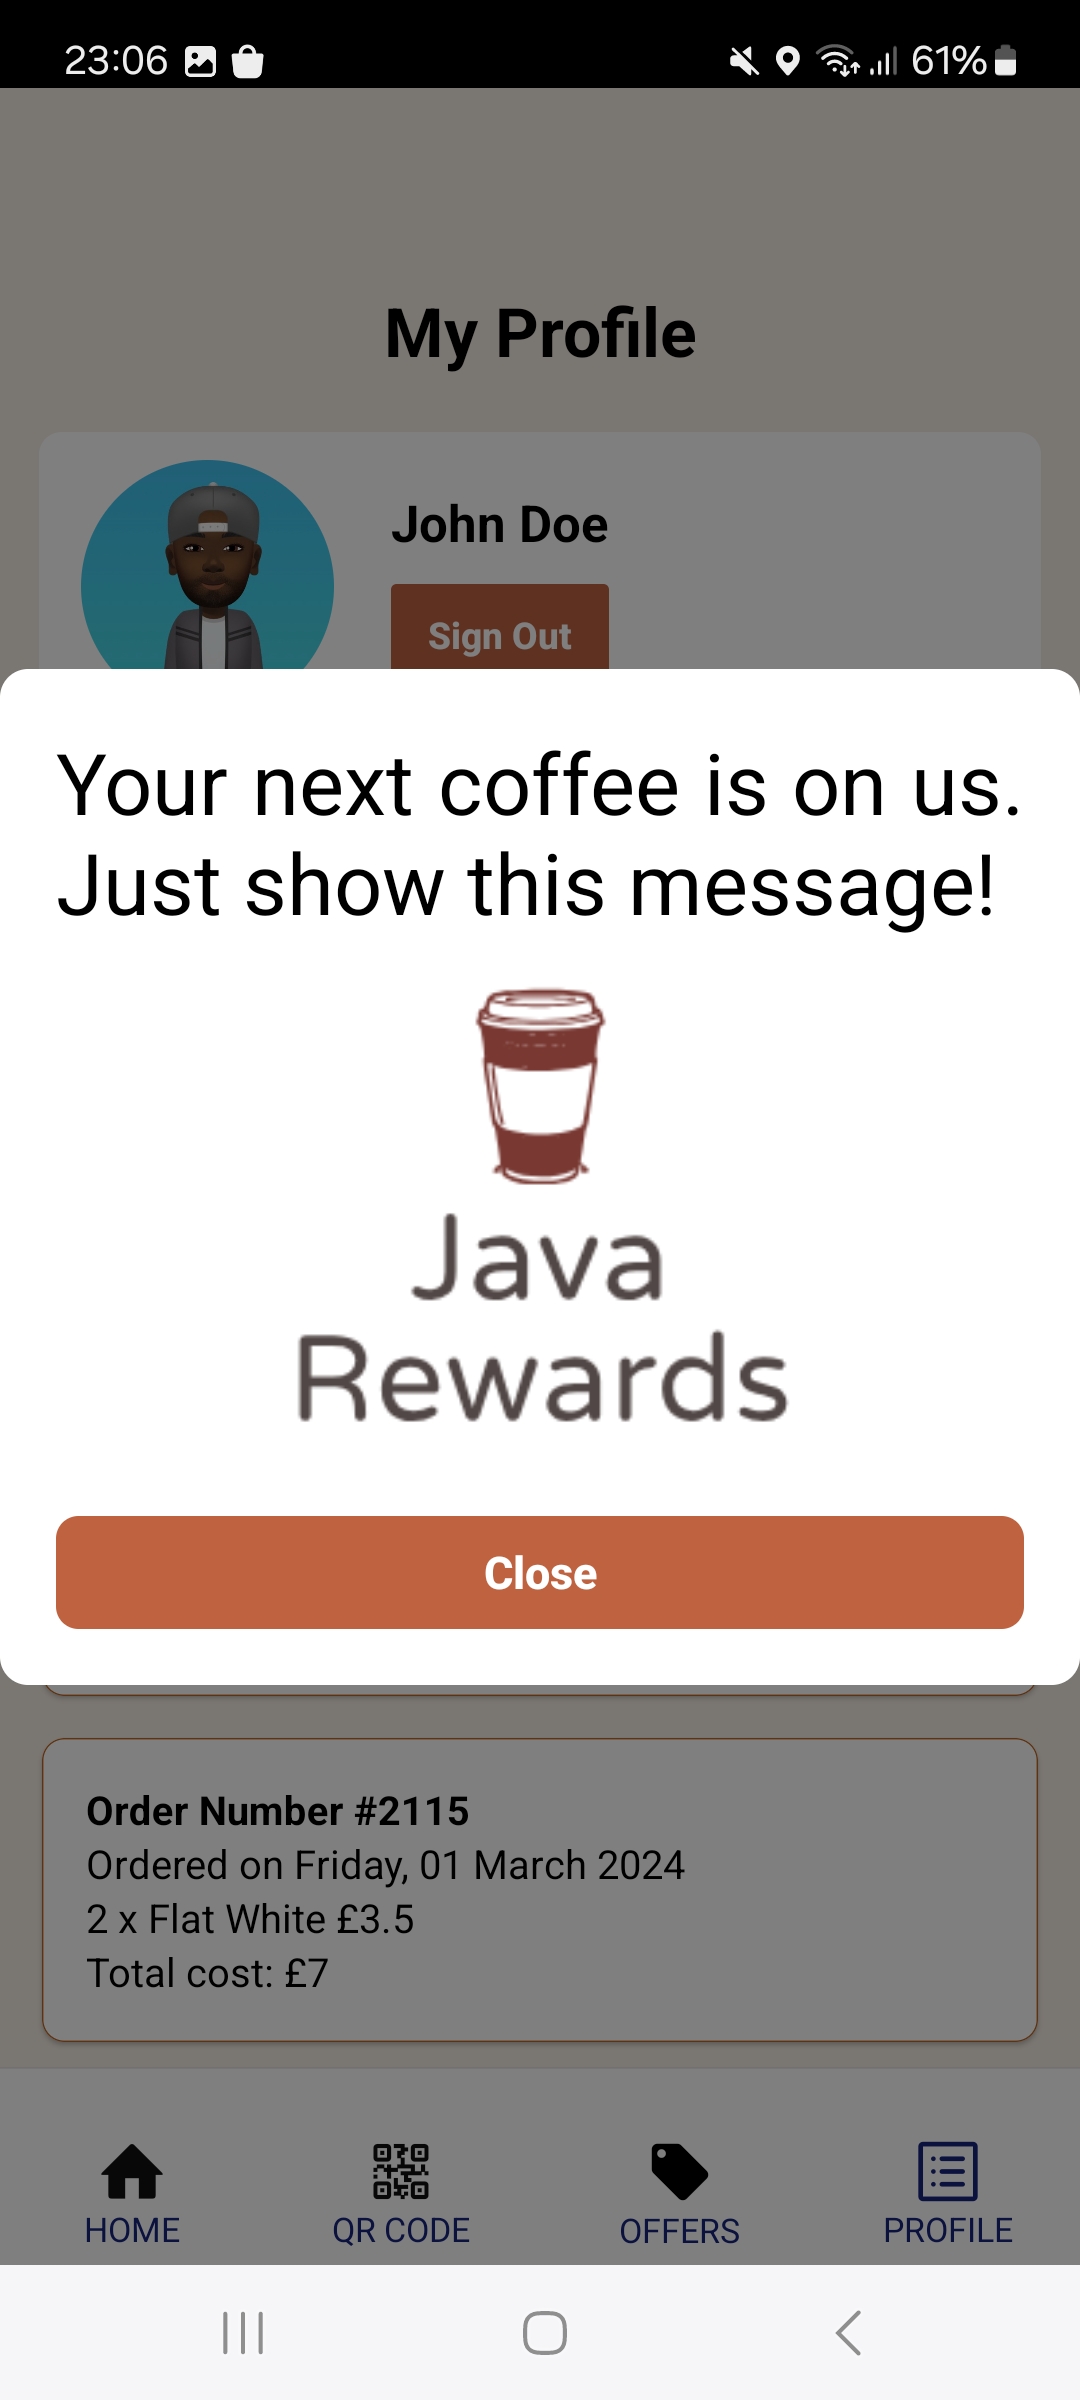 23:06
61%
My Profile
John Doe
Sign Out
Your next coffee is on us.
Just show this message!
Java
Rewards
Close
Order Number #2115
Ordered on Friday, 01 March 2024
2 x Flat White £3.5
Total cost: £7
HOME
QR CODE
OFFERS
PROFILE